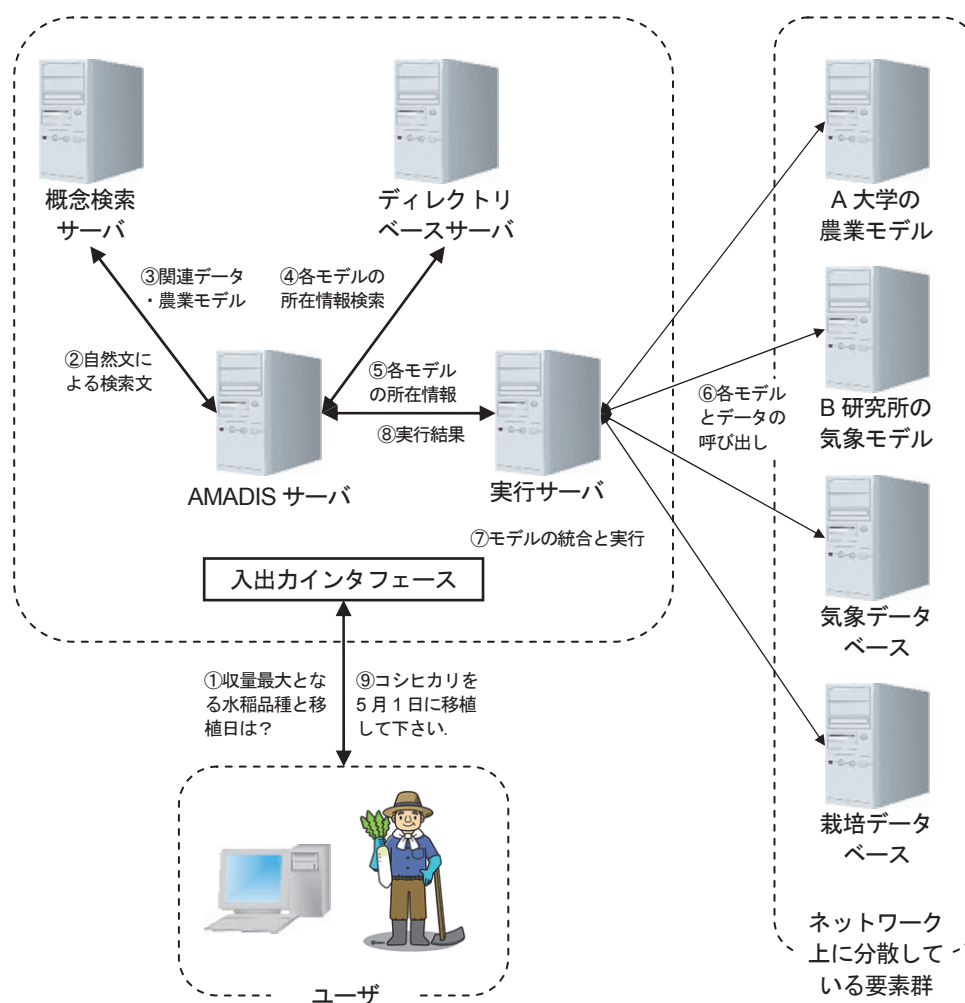 概念検索
サーバ
ディレクトリ
ベースサーバ
③関連データ
・農業モデル
④各モデルの
所在情報検索
②自然文に
よる検索文
⑤各モデル
の所在情報
⑧実行結果
AMADIS サーバ
実行サーバ
⑦モデルの統合と実行
入出力インタフェース
⑥各モデル
とデータの
呼び出し
A 大学の
農業モデル
B 研究所の
気象モデル
気象データ
ベース
栽培データ
ベース
ネットワーク
上に分散して
いる要素群
①収量最大とな
る水稲品種と移
植日は？
⑨コシヒカリを
5 月 1 日に移植
して下さい.
ユーザ